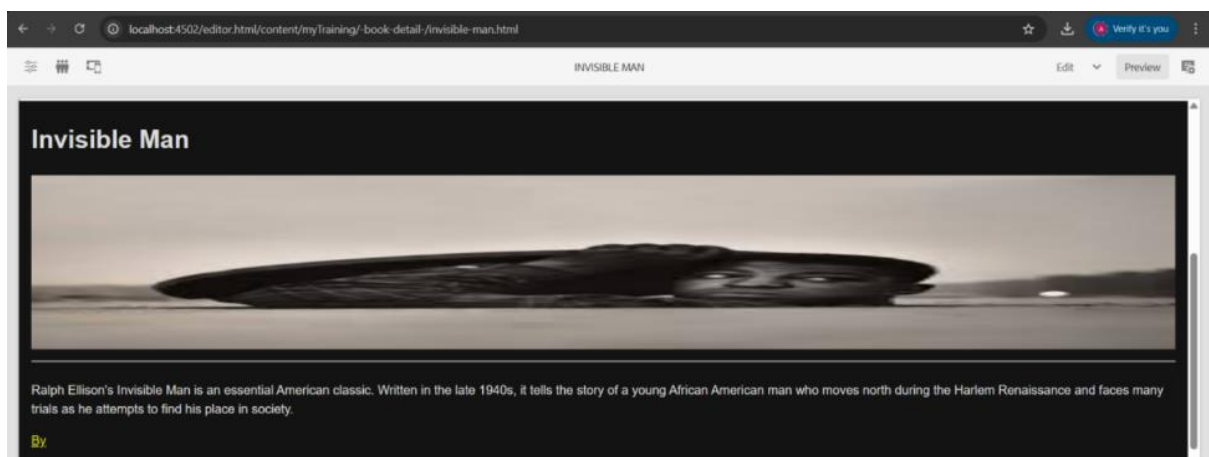 localhost:4502/editor.html/content/myTraining/-book-detail-/invisible-man.html
Verify it's you
INVISIBLE MAN
Edit
Preview
Invisible Man
Ralph Ellison's Invisible Man is an essential American classic. Written in the late 1940s, it tells the story of a young African American man who moves north during the Harlem Renaissance and faces many
trials as he attempts to find his place in society.
By